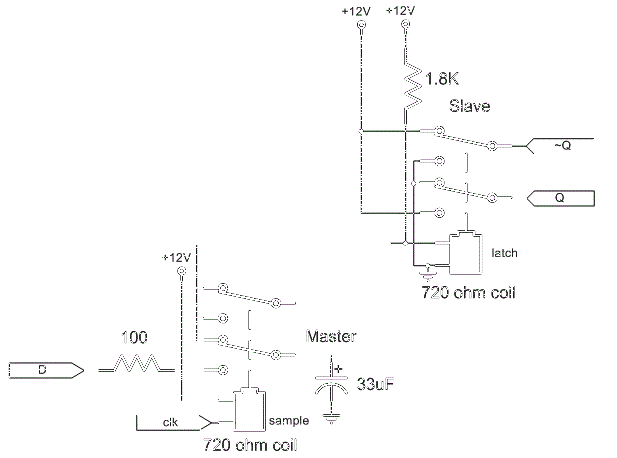 +12V +12V
1.8K
Slave
~Q
Q
latch
720 ohm coil
+12V
100
Master
D
+
33uF
clk
sample
720 ohm coil